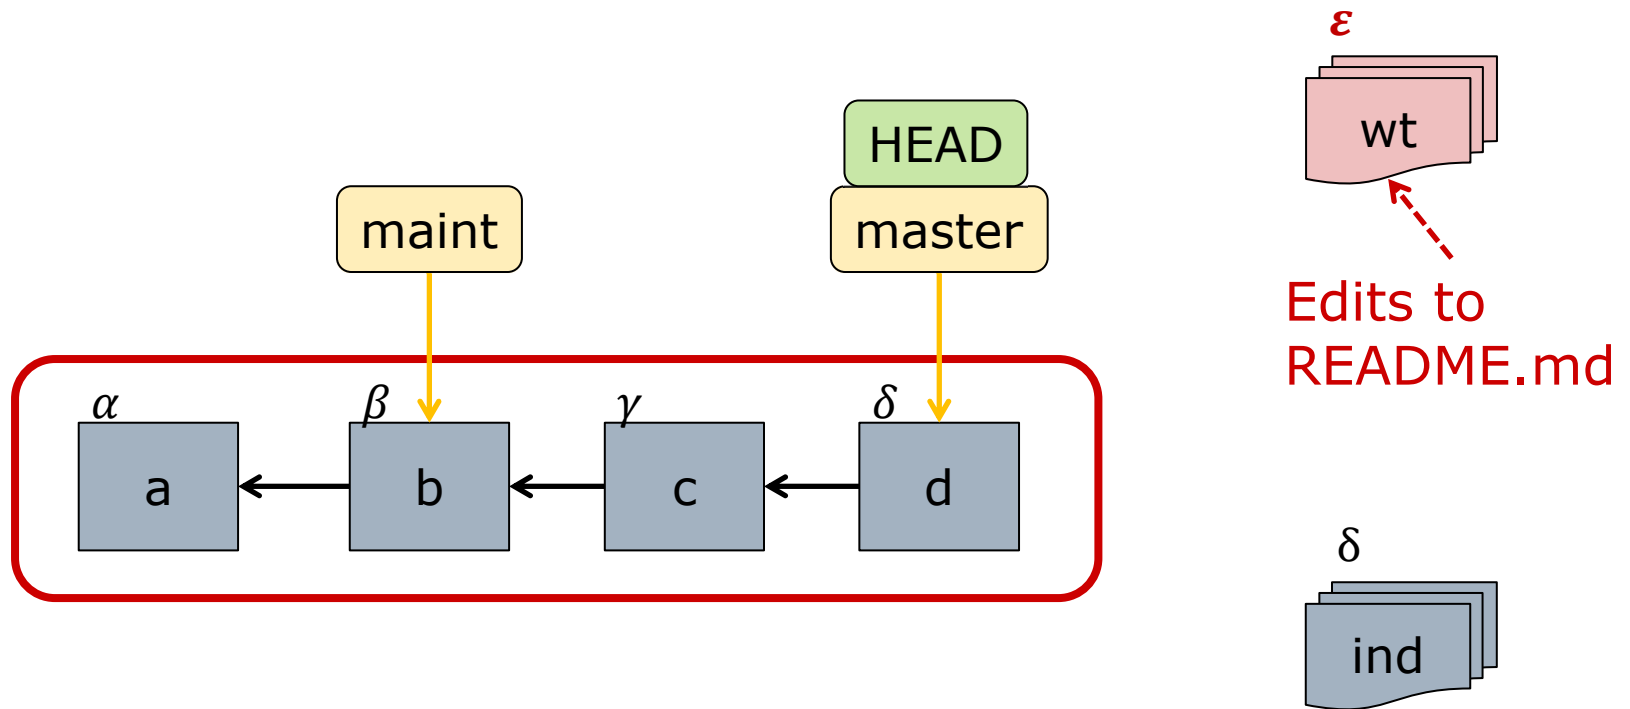 ε
wt
HEAD
maint
master
Edits to
README.md
α
β
γ
δ
a
b
c
d
δ
ind